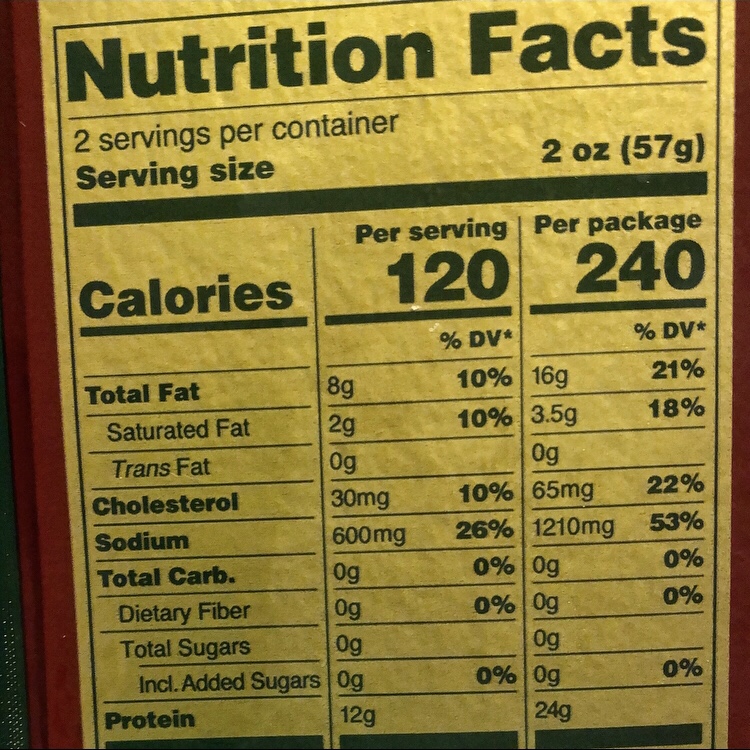 Nutrition Facts
2 servings per container
Serving size 2 oz (57g)
Per serving Per package
Calories 120 240
% DV* % DV*
Total Fat 8g 10% 16g 21%
Saturated Fat 2g 10% 3.5g 18%
Trans Fat 0g 0g
Cholesterol 30mg 10% 65mg 22%
Sodium 600mg 26% 1210mg 53%
Total Carb. 0g 0% 0g 0%
Dietary Fiber 0g 0% 0g 0%
Total Sugars 0g 0g
Incl. Added Sugars 0g 0% 0g 0%
Protein 12g 24g